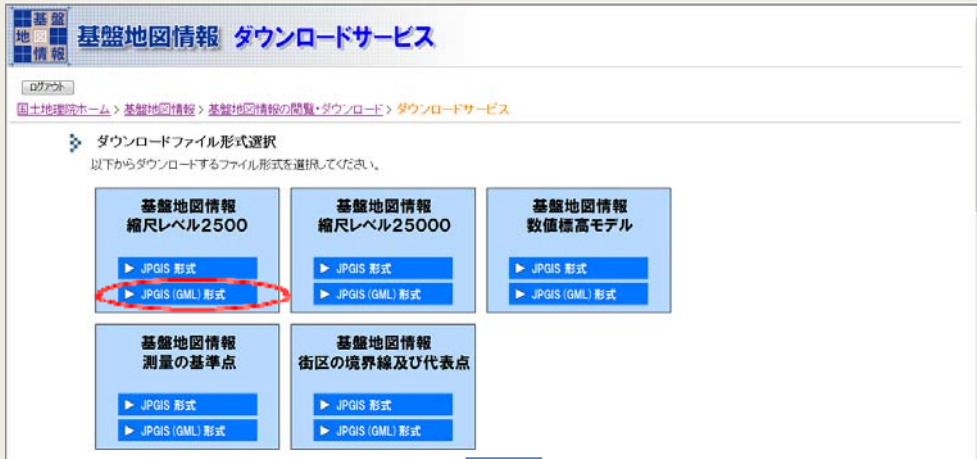 基盤
地図
情報
基盤地図情報 ダウンロードサービス
ログアウト
国土地理院ホーム > 基盤地図情報 > 基盤地図情報の閲覧・ダウンロード > ダウンロードサービス
ダウンロードファイル形式選択
以下からダウンロードするファイル形式を選択してください。
基盤地図情報
縮尺レベル2500
▶ JPGIS 形式
▶ JPGIS (GML) 形式
基盤地図情報
縮尺レベル25000
▶ JPGIS 形式
▶ JPGIS (GML) 形式
基盤地図情報
数値標高モデル
▶ JPGIS 形式
▶ JPGIS (GML) 形式
基盤地図情報
測量の基準点
▶ JPGIS 形式
▶ JPGIS (GML) 形式
基盤地図情報
街区の境界線及び代表点
▶ JPGIS 形式
▶ JPGIS (GML) 形式